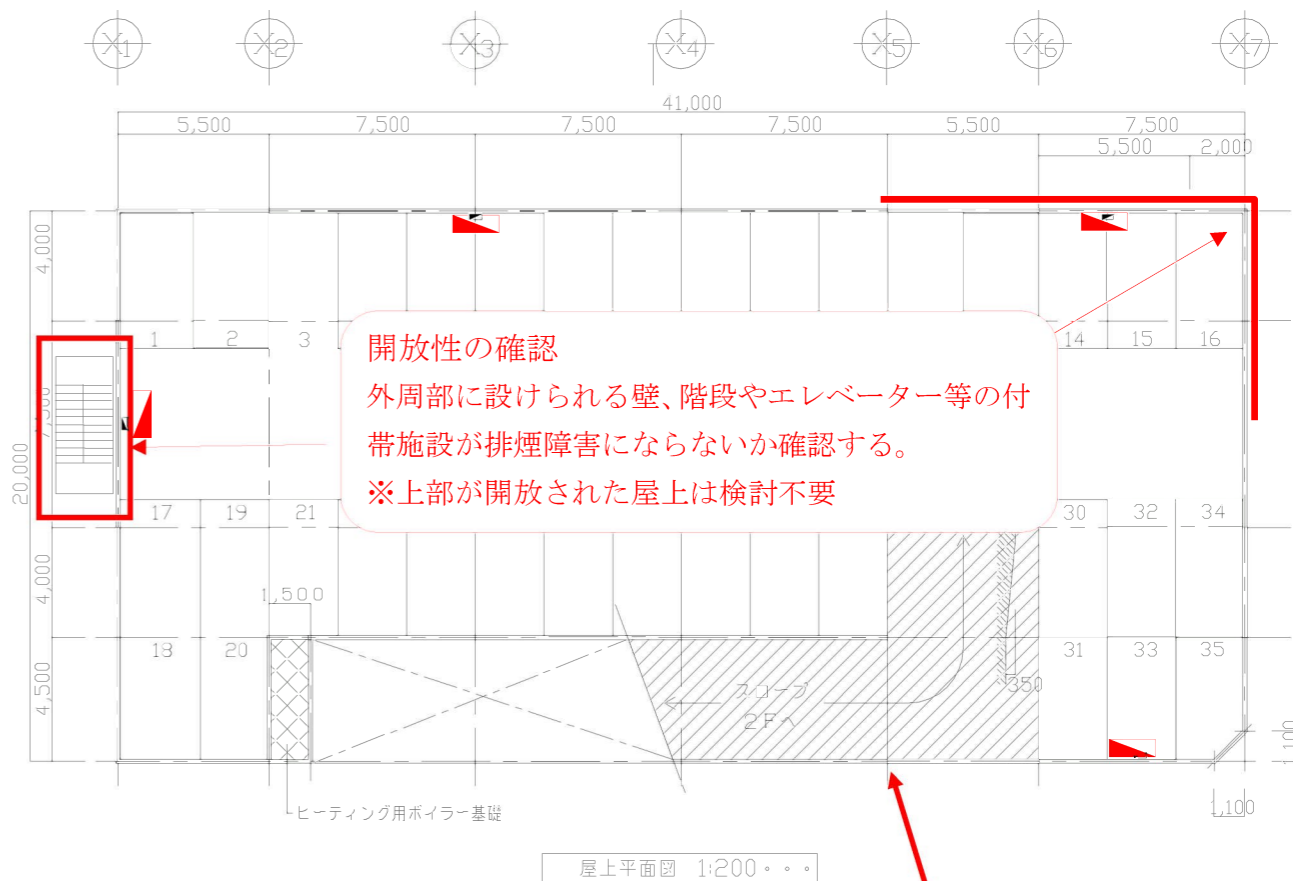 X1 X2 X3 X4 X5 X6 X7
41,000
5,500 7,500 7,500 7,500 5,500 7,500
5,500 2,000
4,000
20,000
4,000
4,500
1 2 3 14 15 16
開放性の確認
外周部に設けられる壁、階段やエレベーター等の付
帯施設が排煙障害にならないか確認する。
※上部が開放された屋上は検討不要
17 19 21 30 32 34
1,500
18 20 31 33 35
350
スロープ
2Fへ
1,100
1,100
ヒーティング用ボイラー基礎
屋上平面図 1:200・・・